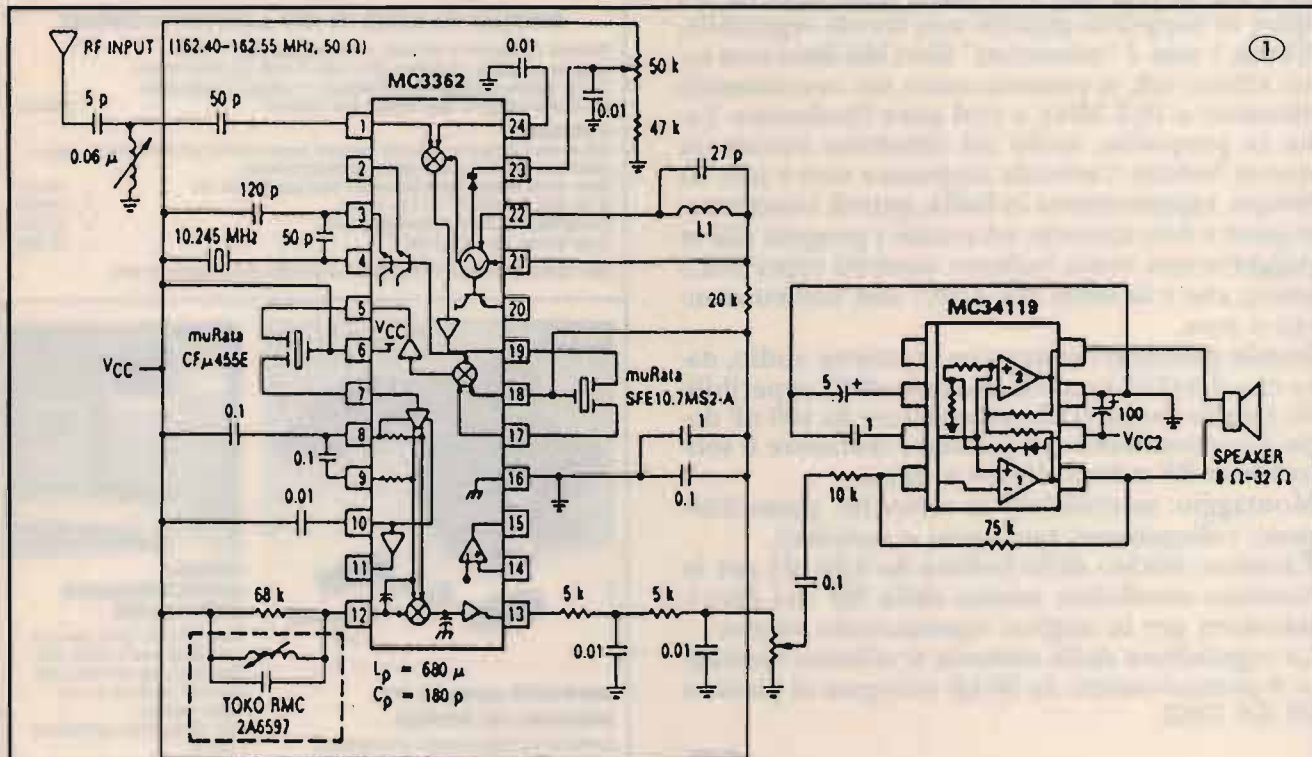 ①
RF INPUT (162.40–162.55 MHz, 50 Ω)
5 p
50 p
0.06 μ
120 p
10.245 MHz
50 p
muRata
CFμ455E
VCC
0.1
0.1
0.01
68 k
TOKO RMC
2A6597
MC3362
1
2
3
4
5
6
7
8
9
10
11
12
VCC
24
23
22
21
20
19
18
17
16
15
14
13
Lp = 680 μ
Cp = 180 p
0.01
0.01
50 k
47 k
27 p
L1
20 k
muRata
SFE10.7MS2-A
1
0.1
5 k
5 k
0.01
0.01
0.1
10 k
75 k
5
+
1
MC34119
+
2
−
+
1
−
100
VCC2
SPEAKER
8 Ω-32 Ω